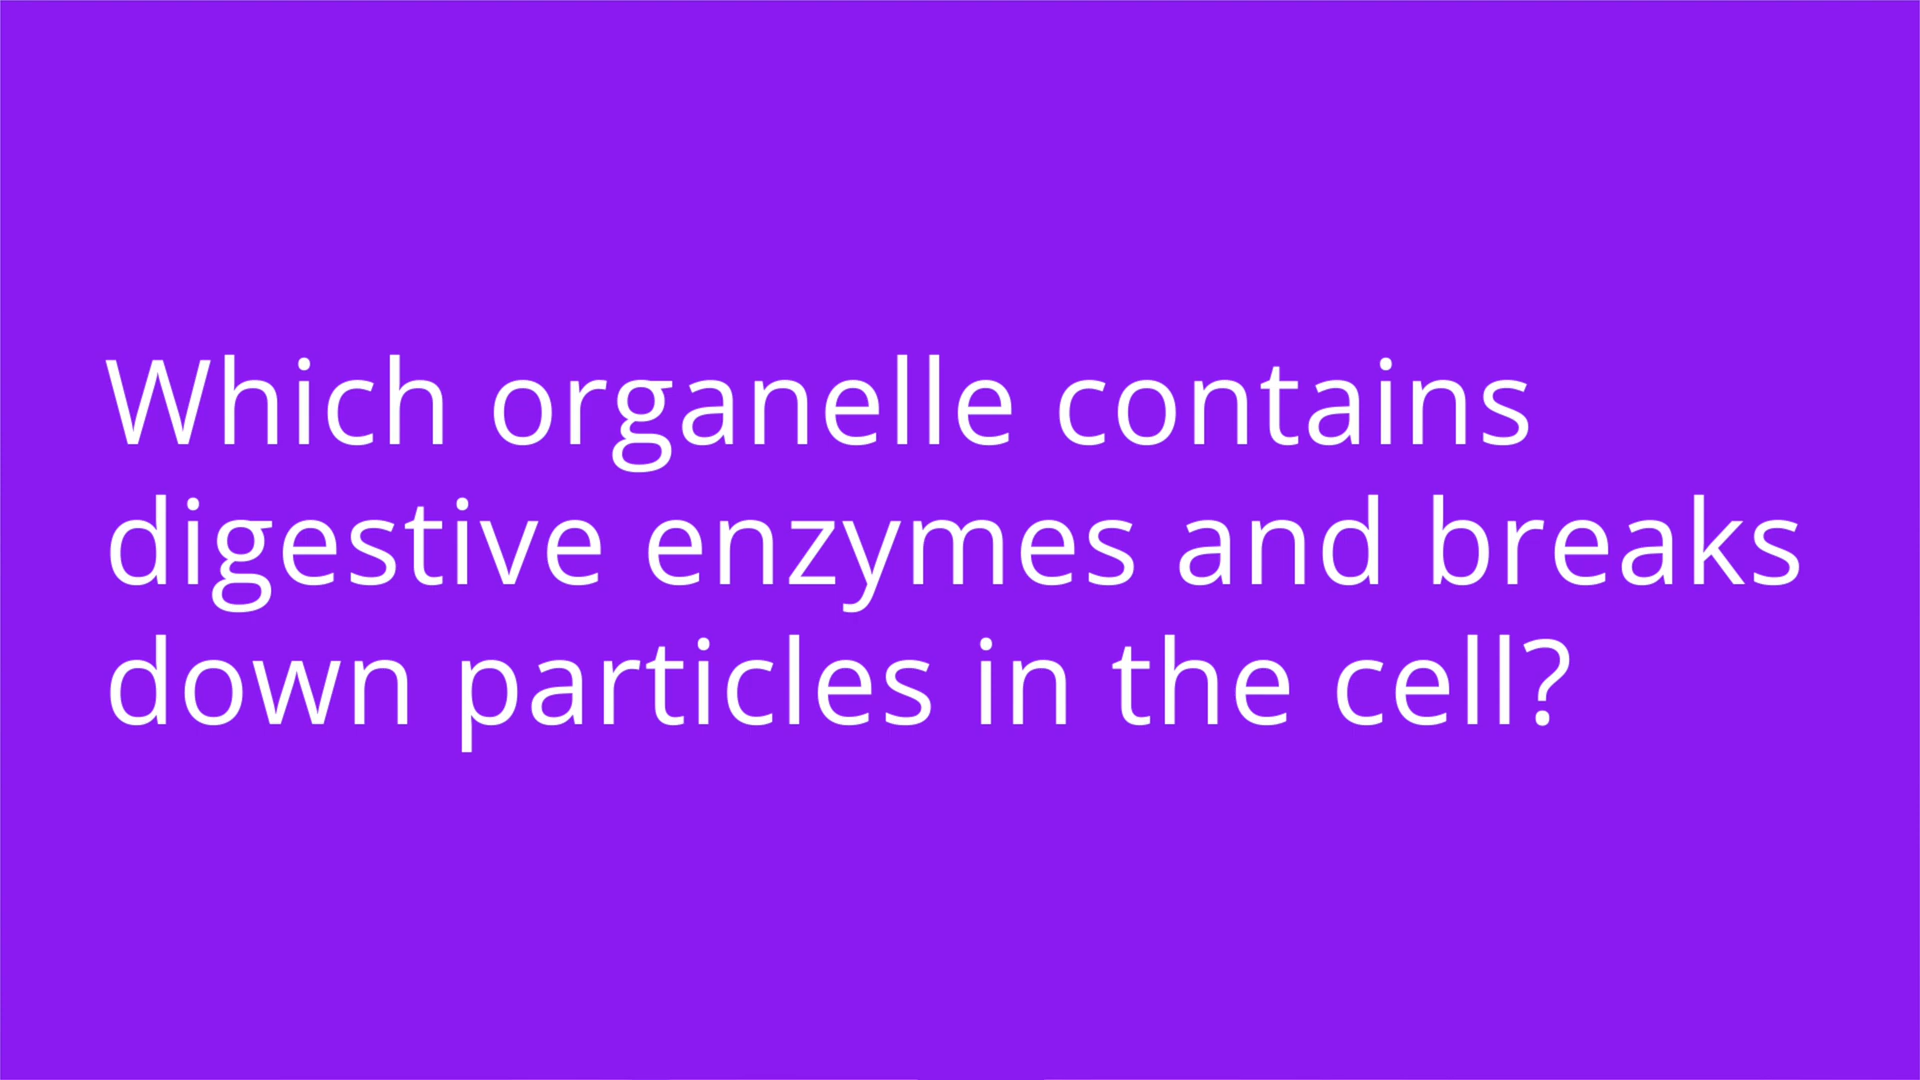 Which organelle contains
digestive enzymes and breaks
down particles in the cell?